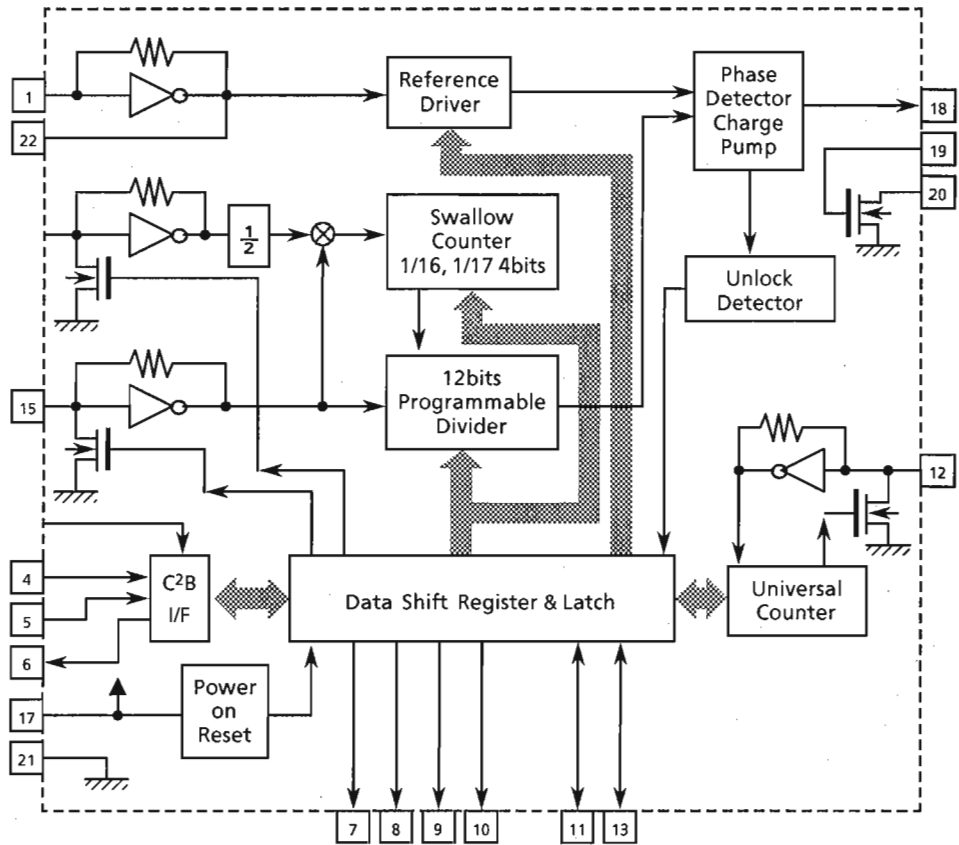 1
22
Reference
Driver
Phase
Detector
Charge
Pump
18
19
20
1/2
Swallow
Counter
1/16, 1/17 4bits
Unlock
Detector
15
12bits
Programmable
Divider
12
4
5
6
C²B
I/F
Data Shift Register & Latch
Universal
Counter
17
Power
on
Reset
21
7
8
9
10
11
13